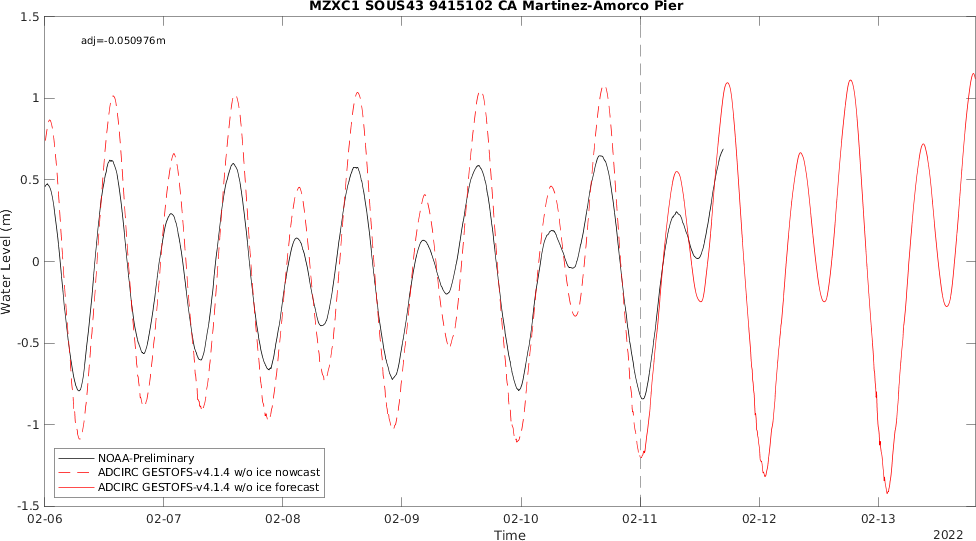 MZXC1 SOUS43 9415102 CA Martinez-Amorco Pier
adj=-0.050976m
1.5
1
0.5
0
-0.5
-1
-1.5
Water Level (m)
NOAA-Preliminary
ADCIRC GESTOFS-v4.1.4 w/o ice nowcast
ADCIRC GESTOFS-v4.1.4 w/o ice forecast
02-06 02-07 02-08 02-09 02-10 02-11 02-12 02-13
Time
2022